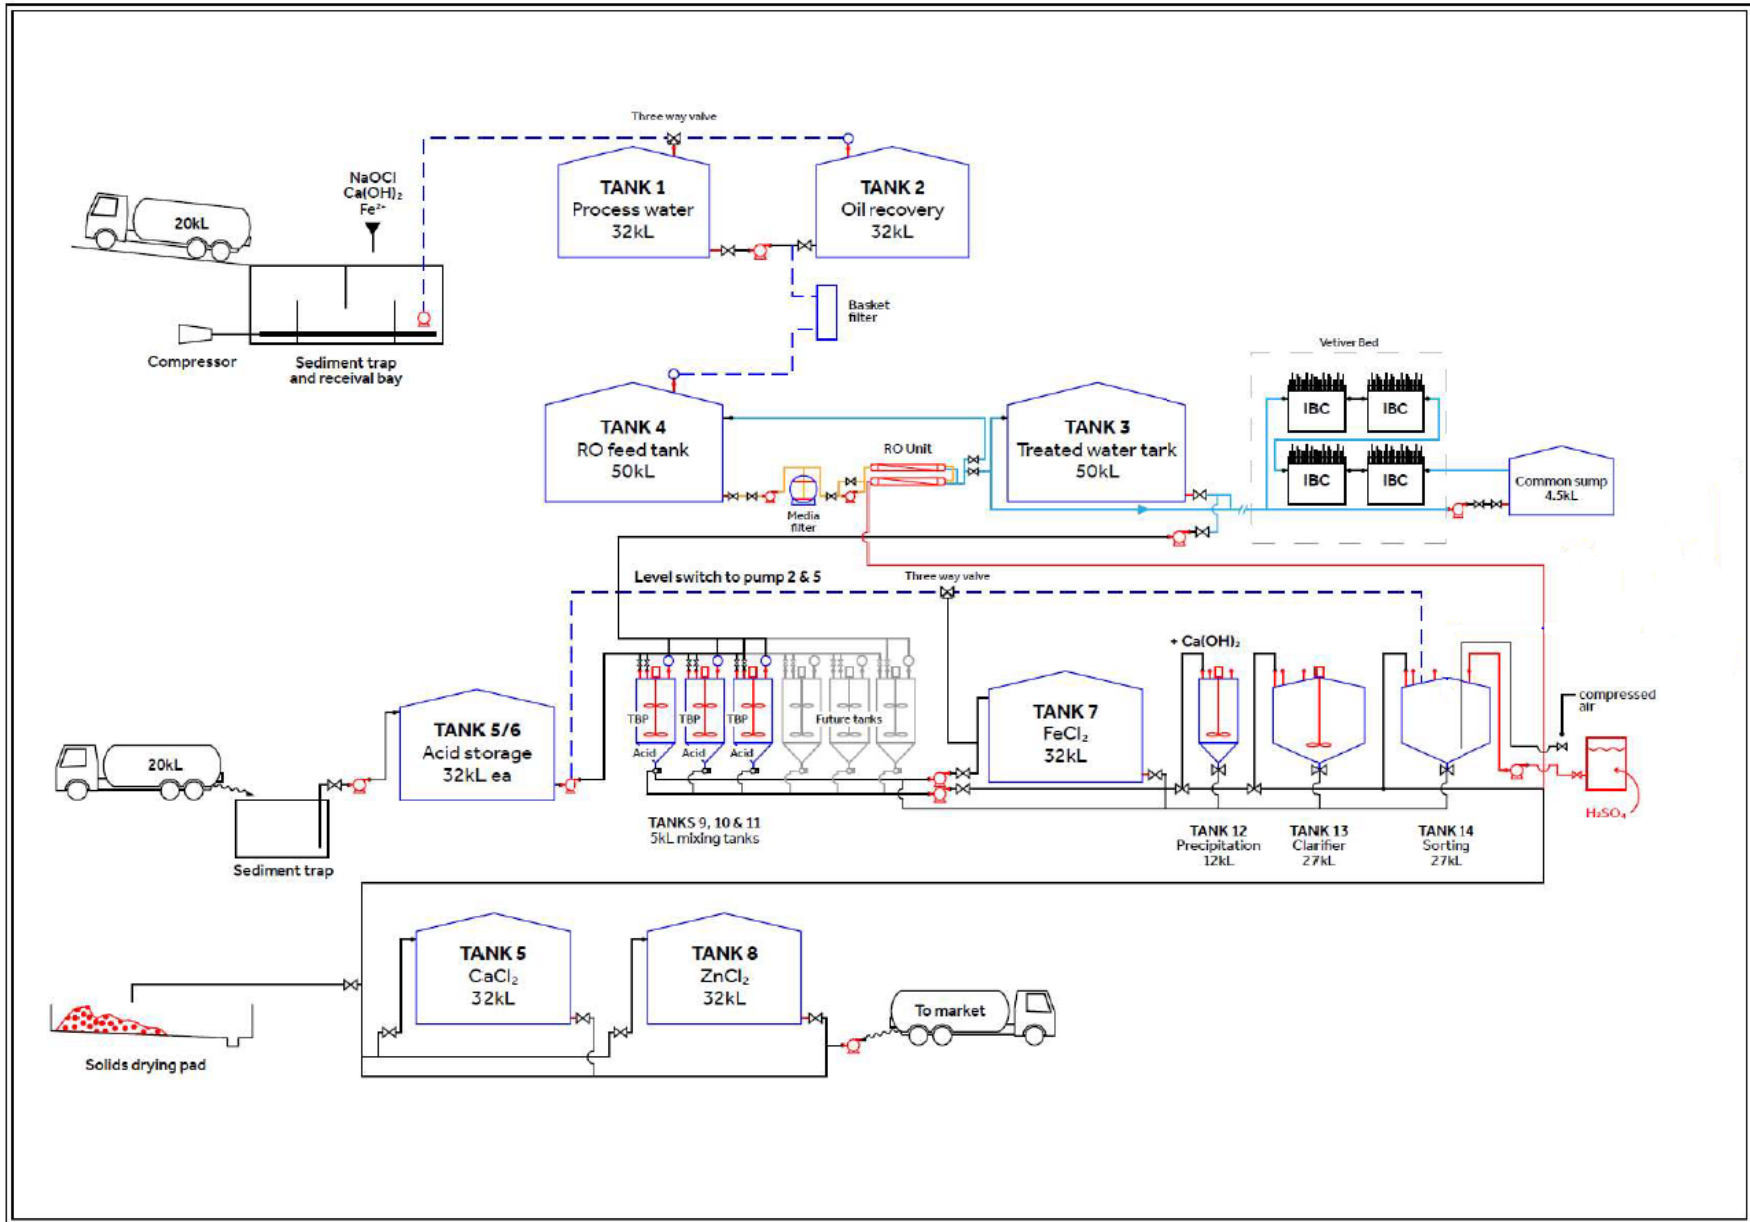 Three way valve
NaOCl
Ca(OH)₂
Fe²⁺
20kL
TANK 1
Process water
32kL
TANK 2
Oil recovery
32kL
Compressor
Sediment trap
and receival bay
Basket
filter
Vetiver Bed
IBC
IBC
IBC
IBC
TANK 4
RO feed tank
50kL
RO Unit
Media
filter
TANK 3
Treated water tank
50kL
Common sump
4.5kL
Level switch to pump 2 & 5
Three way valve
+ Ca(OH)₂
20kL
Sediment trap
TANK 5/6
Acid storage
32kL ea
TBP
TBP
TBP
Future tanks
Acid
Acid
Acid
TANKS 9, 10 & 11
5kL mixing tanks
TANK 7
FeCl₂
32kL
TANK 12
Precipitation
12kL
TANK 13
Clarifier
27kL
TANK 14
Sorting
27kL
compressed
air
H₂SO₄
TANK 5
CaCl₂
32kL
TANK 8
ZnCl₂
32kL
To market
Solids drying pad